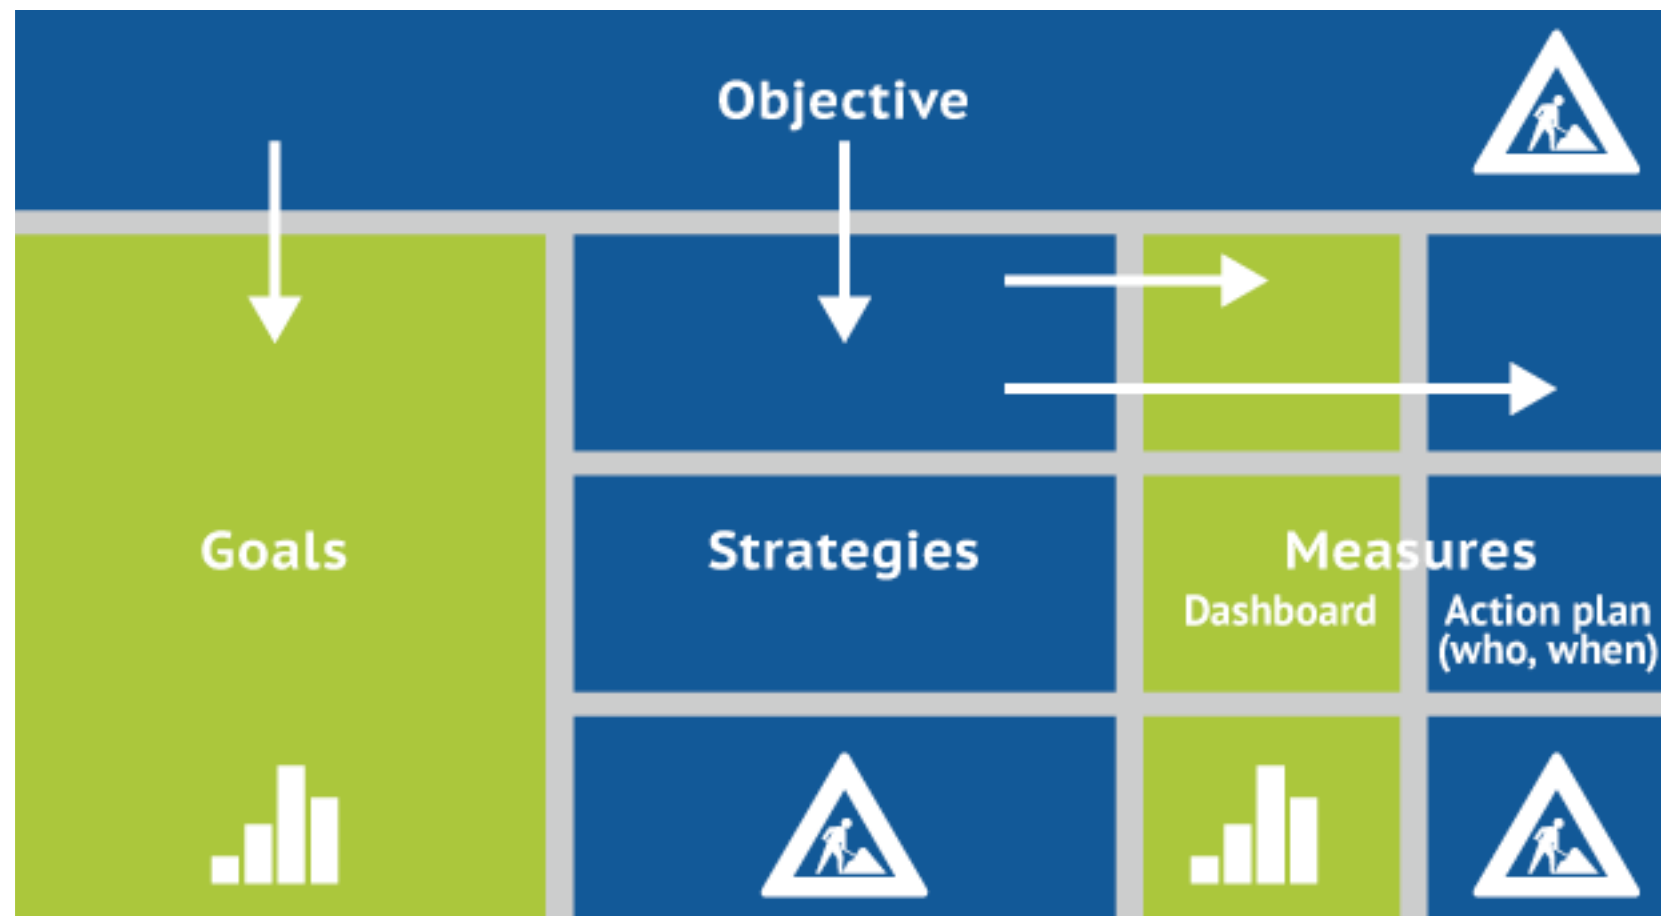 Objective
Goals
Strategies
Measures
Dashboard
Action plan
(who, when)